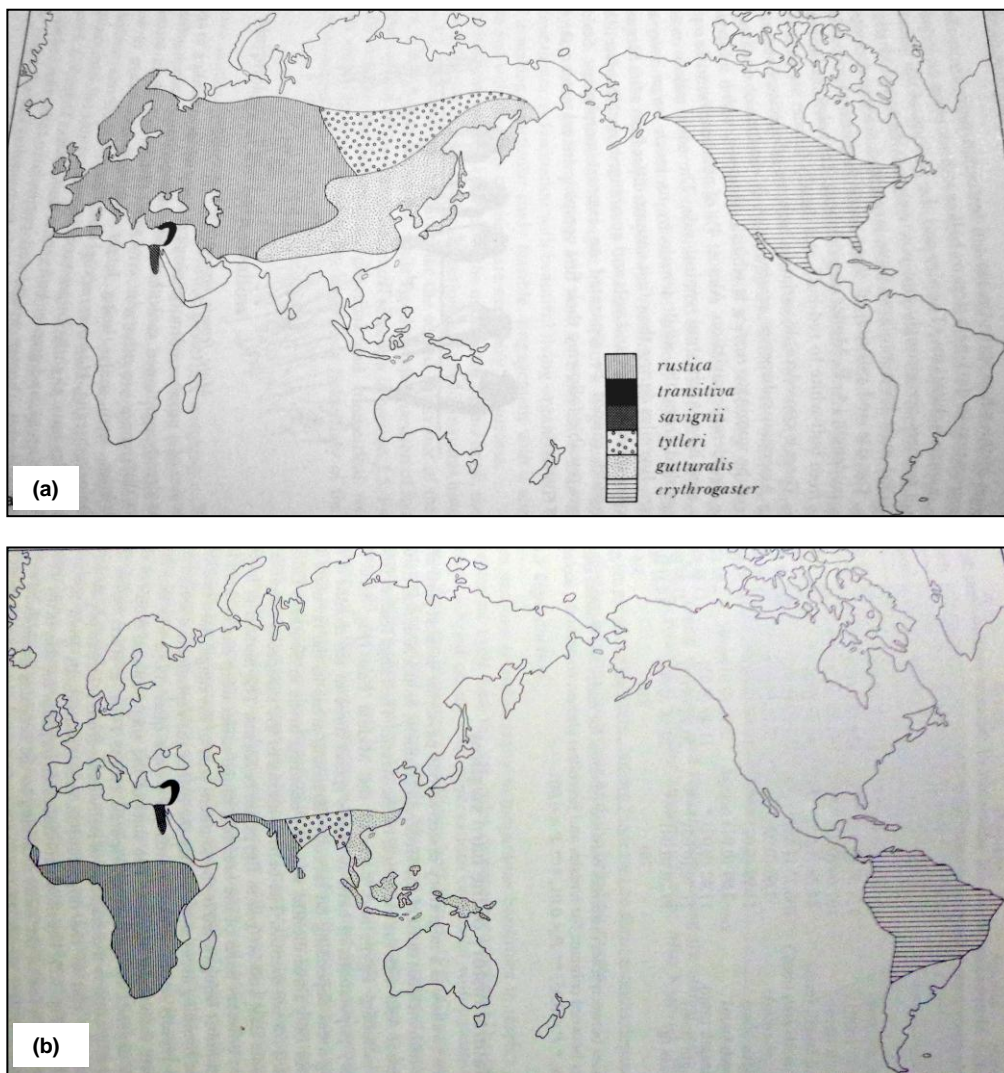 rustica
transitiva
savignii
tytleri
gutturalis
erythrogaster
(a)
(b)